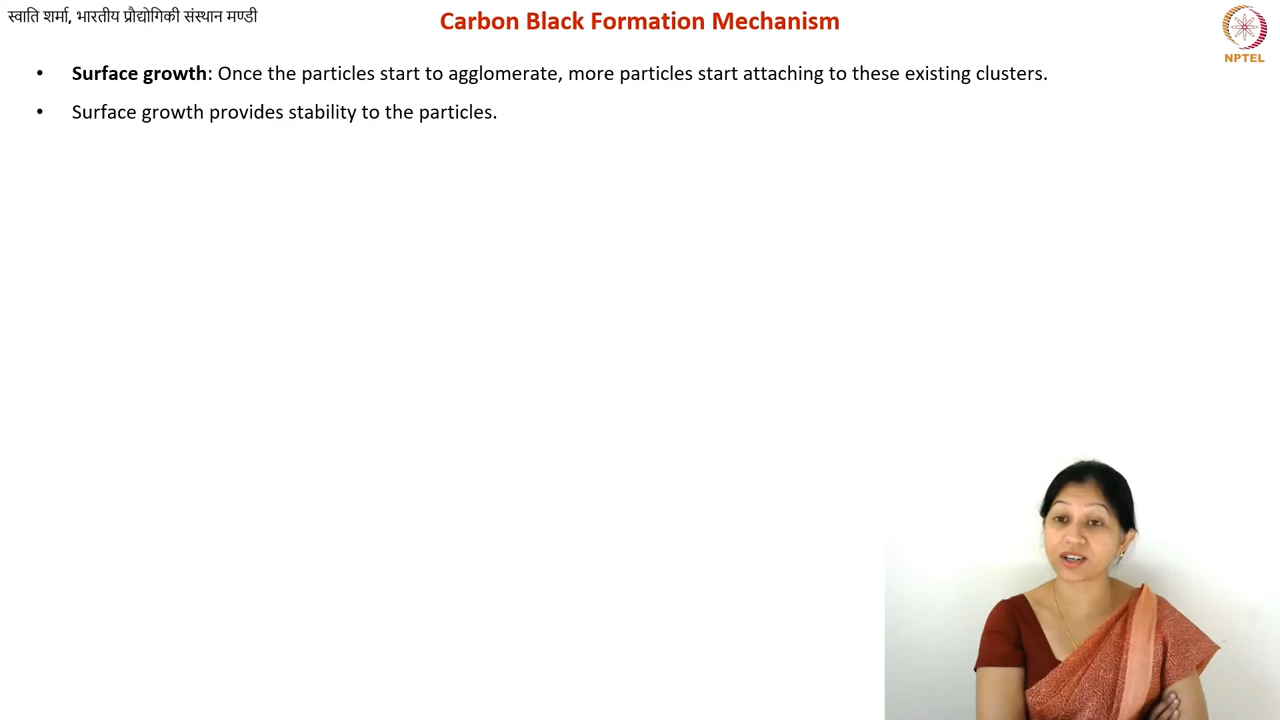 स्वाति शर्मा, भारतीय प्रौद्योगिकी संस्थान मण्डी
Carbon Black Formation Mechanism
NPTEL
• Surface growth: Once the particles start to agglomerate, more particles start attaching to these existing clusters.
• Surface growth provides stability to the particles.